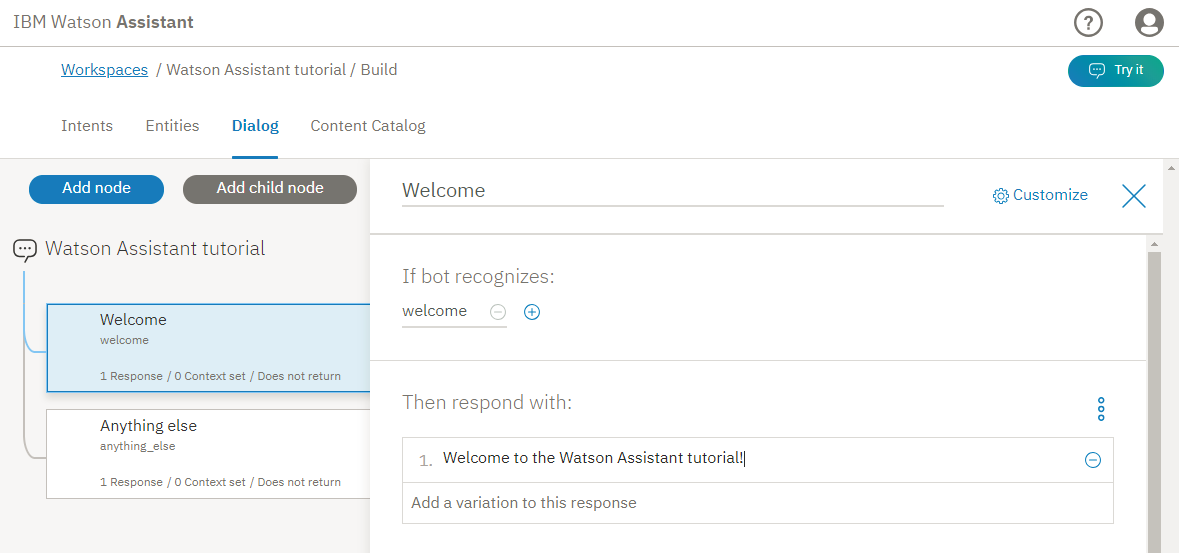 IBM Watson Assistant
?
Workspaces / Watson Assistant tutorial / Build
Try it
Intents Entities Dialog Content Catalog
Add node Add child node
Watson Assistant tutorial
Welcome
welcome
1 Response / 0 Context set / Does not return
Anything else
anything_else
1 Response / 0 Context set / Does not return
Welcome
Customize
If bot recognizes:
welcome
Then respond with:
1. Welcome to the Watson Assistant tutorial!
Add a variation to this response